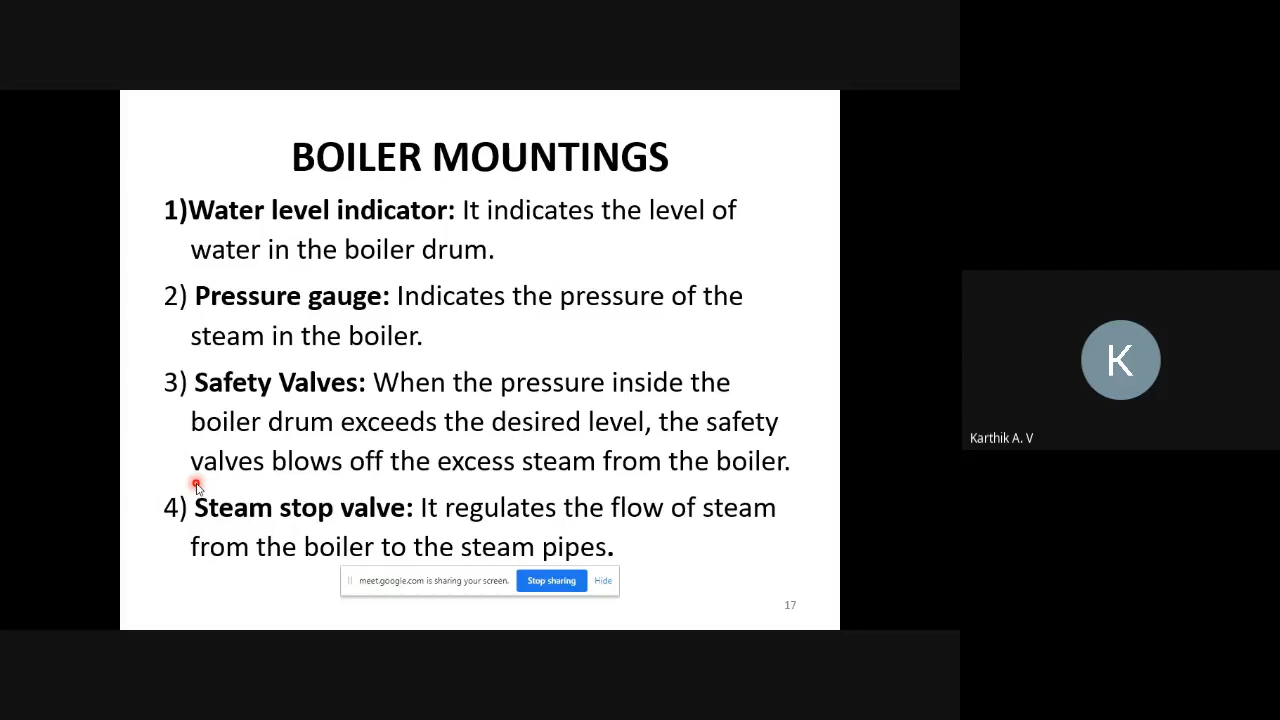 BOILER MOUNTINGS
1)Water level indicator: It indicates the level of
water in the boiler drum.
2) Pressure gauge: Indicates the pressure of the
steam in the boiler.
3) Safety Valves: When the pressure inside the
boiler drum exceeds the desired level, the safety
valves blows off the excess steam from the boiler.
4) Steam stop valve: It regulates the flow of steam
from the boiler to the steam pipes.
meet.google.com is sharing your screen. Stop sharing Hide
17
K
Karthik A. V